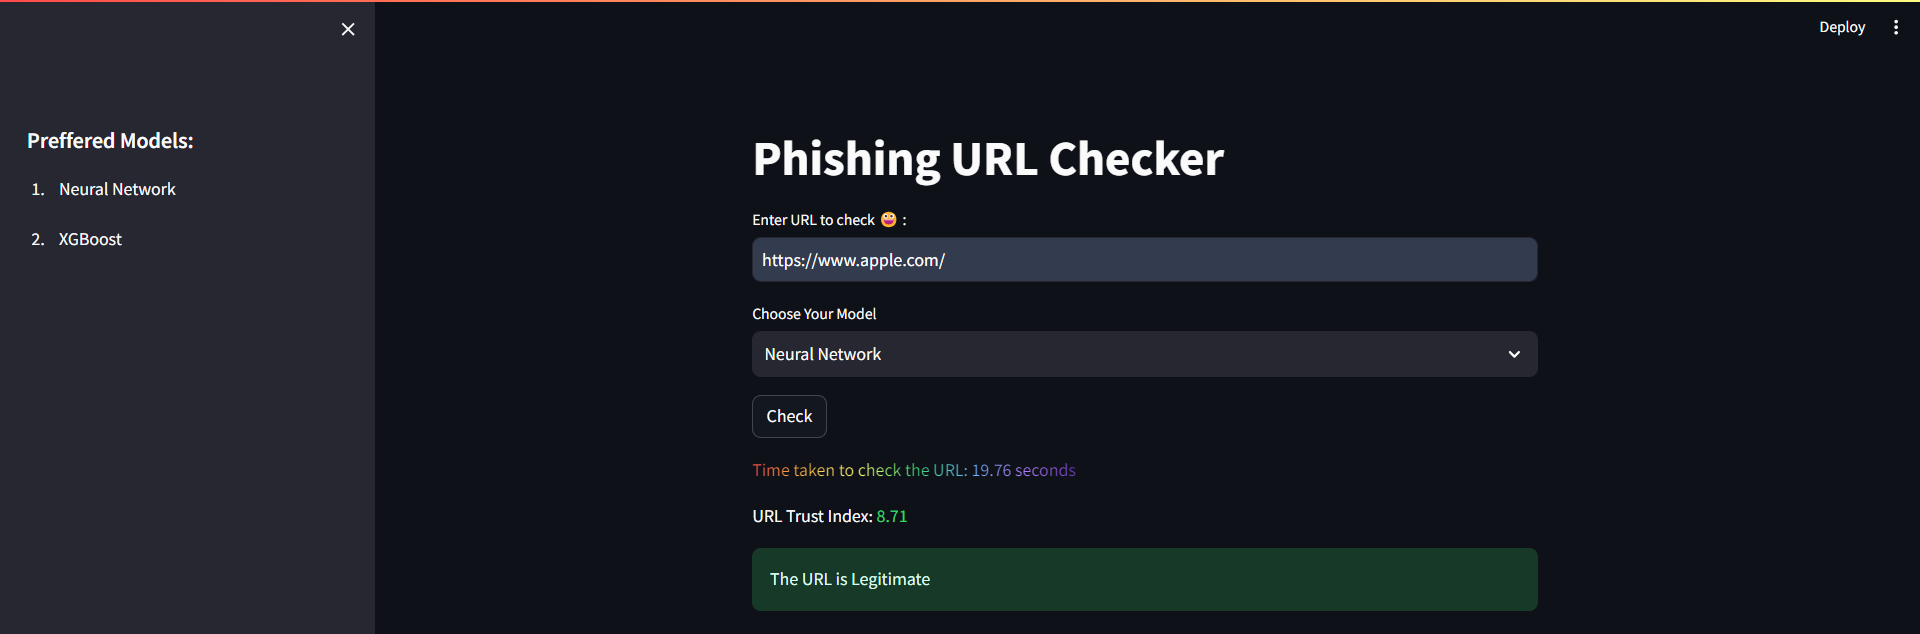 Deploy
Preffered Models:
1. Neural Network
2. XGBoost
Phishing URL Checker
Enter URL to check 😀 :
https://www.apple.com/
Choose Your Model
Neural Network
Check
Time taken to check the URL: 19.76 seconds
URL Trust Index: 8.71
The URL is Legitimate